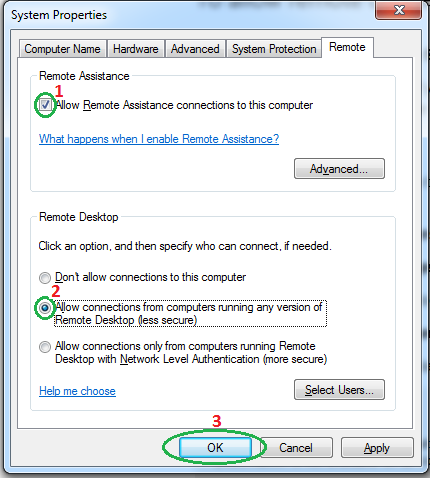 System Properties
Computer Name
Hardware
Advanced
System Protection
Remote
Remote Assistance
1
Allow Remote Assistance connections to this computer
What happens when I enable Remote Assistance?
Advanced...
Remote Desktop
Click an option, and then specify who can connect, if needed.
Don't allow connections to this computer
2
Allow connections from computers running any version of
Remote Desktop (less secure)
Allow connections only from computers running Remote
Desktop with Network Level Authentication (more secure)
Help me choose
Select Users...
3
OK
Cancel
Apply